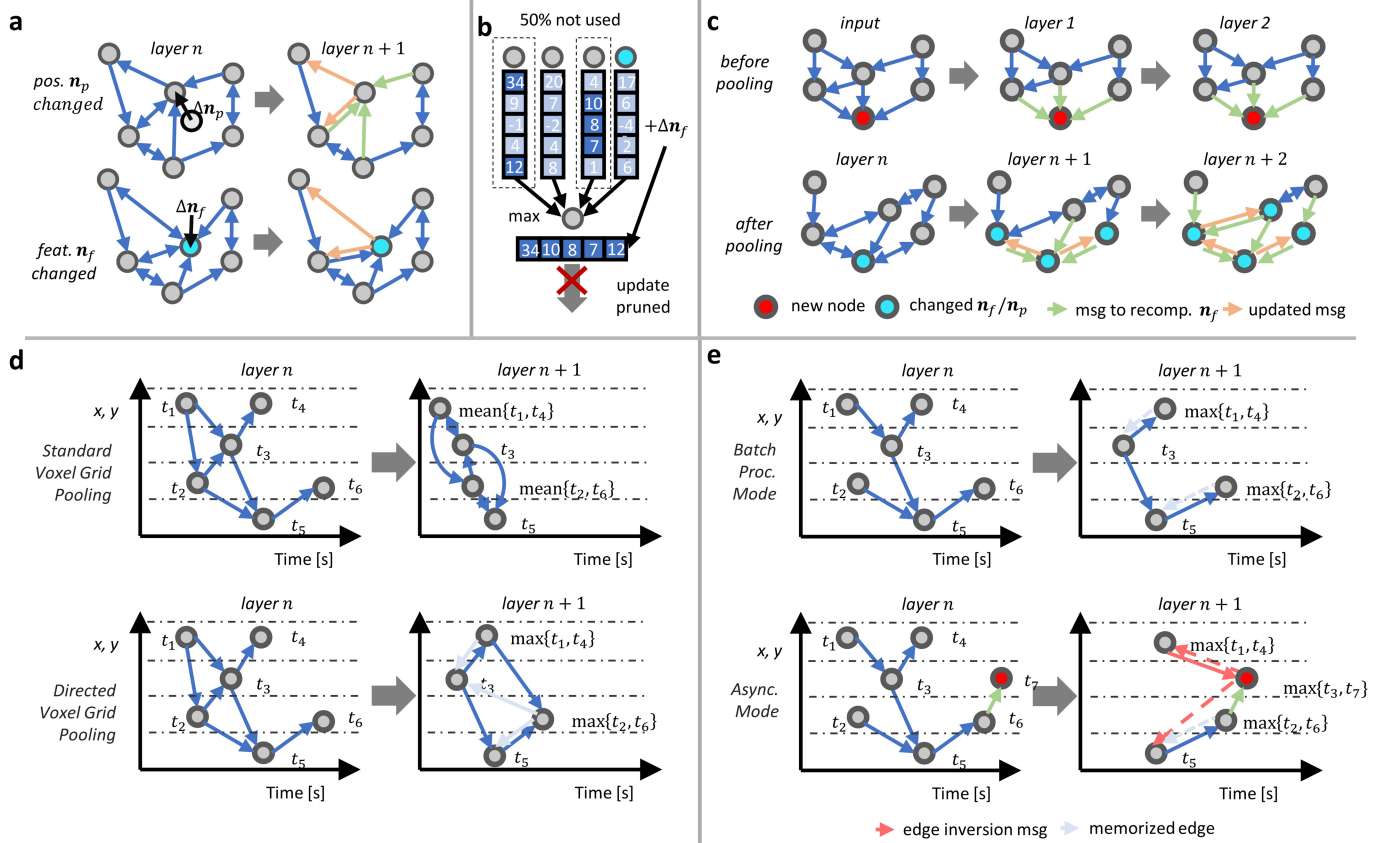 a
layer n
layer n + 1
pos. n_p
changed
Δn_p
Δn_f
feat. n_f
changed
b
50% not used
34 20 4 17
9 7 10 6
-1 -2 8 -4
4 4 7 2
12 8 1 6
+Δn_f
max
34 10 8 7 12
update
pruned
c
input
layer 1
layer 2
before
pooling
layer n
layer n + 1
layer n + 2
after
pooling
new node
changed n_f/n_p
msg to recomp. n_f
updated msg
d
layer n
layer n + 1
x, y
Standard
Voxel Grid
Pooling
t₁
t₄
t₃
t₂
t₆
t₅
Time [s]
mean{t₁, t₄}
t₃
mean{t₂, t₆}
t₅
Time [s]
layer n
layer n + 1
x, y
Directed
Voxel Grid
Pooling
t₁
t₄
t₃
t₂
t₆
t₅
Time [s]
max{t₁, t₄}
t₃
max{t₂, t₆}
t₅
Time [s]
e
layer n
layer n + 1
x, y
Batch
Proc.
Mode
t₁
t₄
t₃
t₂
t₆
t₅
Time [s]
max{t₁, t₄}
t₃
max{t₂, t₆}
t₅
Time [s]
layer n
layer n + 1
x, y
Async.
Mode
t₁
t₄
t₃
t₇
t₂
t₆
t₅
Time [s]
max{t₁, t₄}
max{t₃, t₇}
max{t₂, t₆}
t₅
Time [s]
edge inversion msg
memorized edge